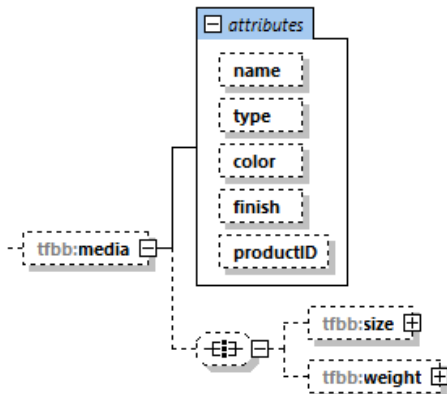 attributes
name
type
color
finish
productID
tfbb:media
tfbb:size
tfbb:weight